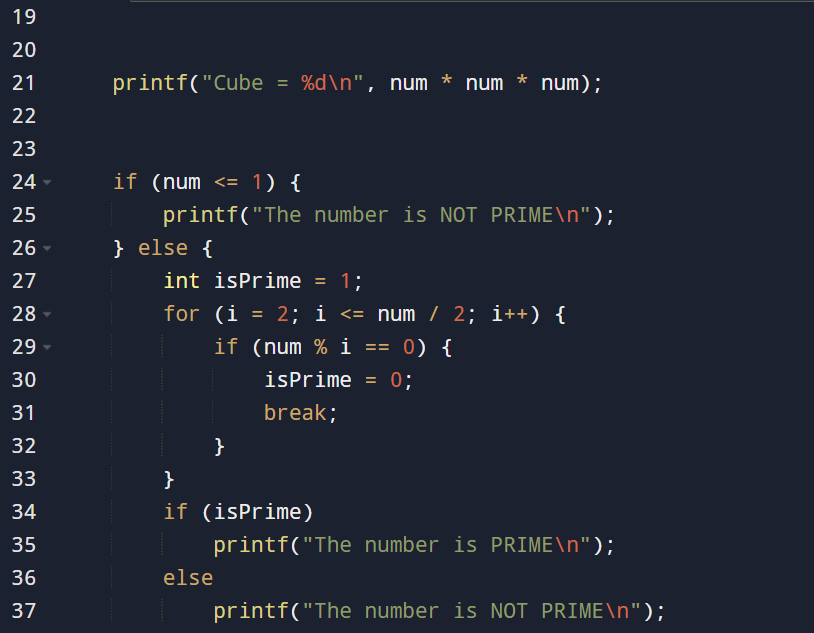 19
20
21 printf("Cube = %d\n", num * num * num);
22
23
24 if (num <= 1) {
25 printf("The number is NOT PRIME\n");
26 } else {
27 int isPrime = 1;
28 for (i = 2; i <= num / 2; i++) {
29 if (num % i == 0) {
30 isPrime = 0;
31 break;
32 }
33 }
34 if (isPrime)
35 printf("The number is PRIME\n");
36 else
37 printf("The number is NOT PRIME\n");